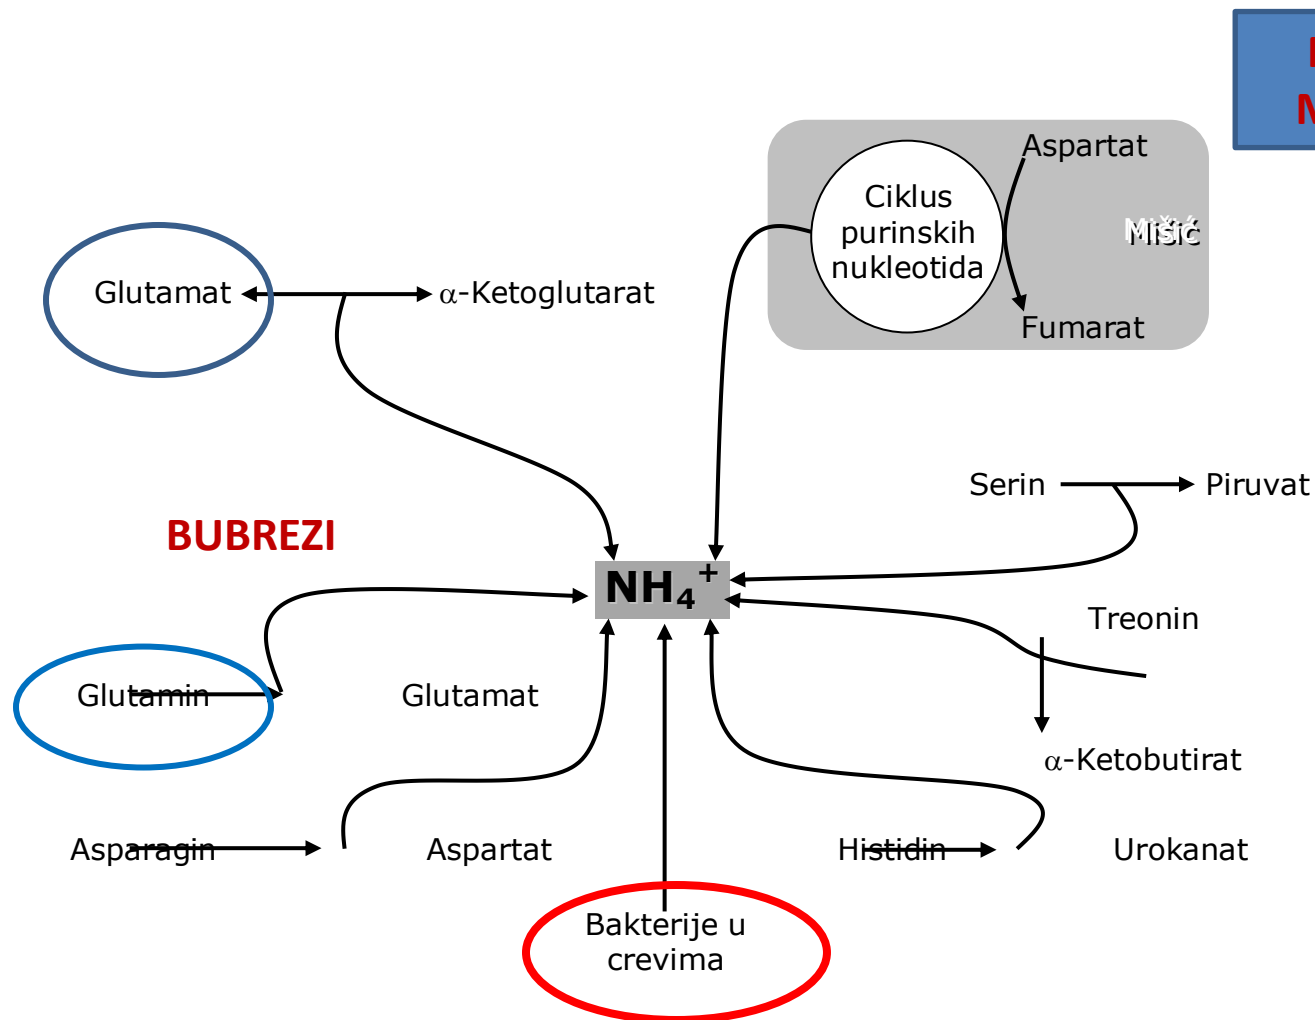 Aspartat
Ciklus
purinskih
nukleotida
Mišić
Fumarat
Glutamat
α-Ketoglutarat
Serin
Piruvat
BUBREZI
NH₄⁺
Treonin
Glutamin
Glutamat
α-Ketobutirat
Asparagin
Aspartat
Histidin
Urokanat
Bakterije u
crevima